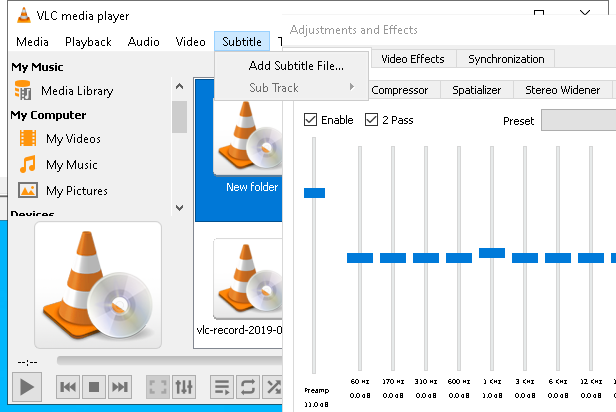 VLC media player
Media Playback Audio Video Subtitle
Adjustments and Effects
Video Effects Synchronization
Add Subtitle File...
Sub Track
Compressor Spatializer Stereo Widener
Enable 2 Pass Preset
My Music
Media Library
My Computer
My Videos
My Music
My Pictures
Devices
New folder
vlc-record-2019-0
--:--
60 Hz 170 Hz 310 Hz 600 Hz 1 KHz 3 6 KHz 12 KHz
Preamp
11.0 dB 0.0 dB 0.0 dB 0.0 dB 0.0 dB 1.0 dB 0.0 dB 0.0 dB 0.0 dB